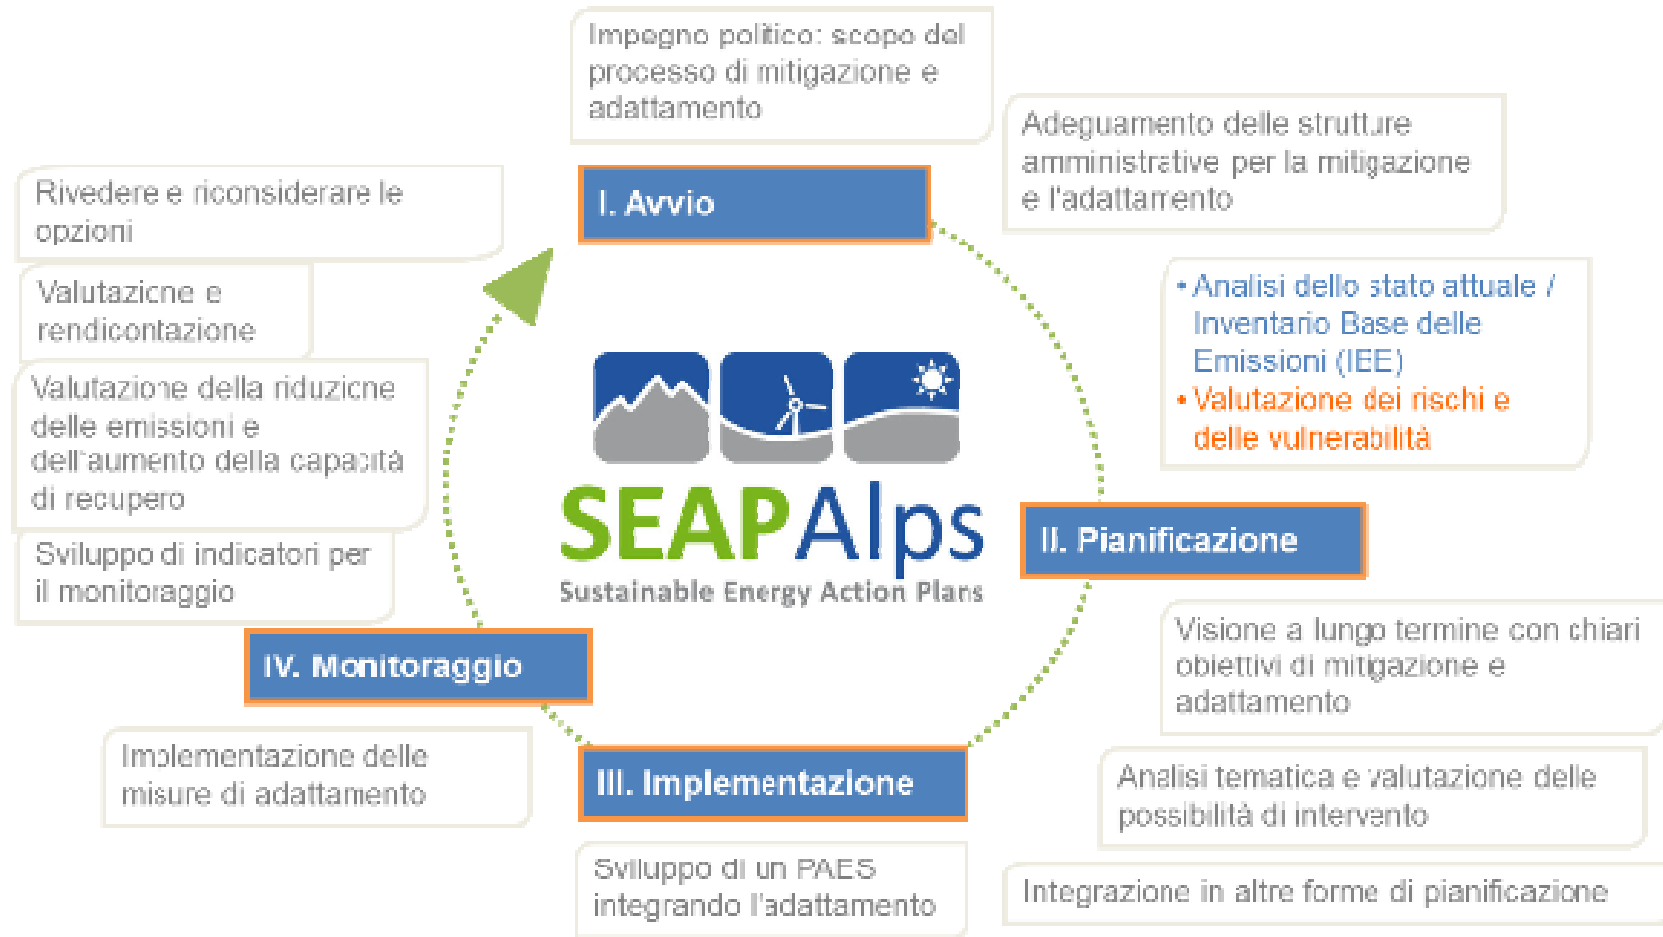 Impegno politico: scopo del
processo di mitigazione e
adattamento
Adeguamento delle strutture
amministrative per la mitigazione
e l'adattamento
I. Avvio
• Analisi dello stato attuale /
Inventario Base delle
Emissioni (IEE)
• Valutazione dei rischi e
delle vulnerabilità
II. Pianificazione
Visione a lungo termine con chiari
obiettivi di mitigazione e
adattamento
Analisi tematica e valutazione delle
possibilità di intervento
Integrazione in altre forme di pianificazione
III. Implementazione
Sviluppo di un PAES
integrando l'adattamento
Implementazione delle
misure di adattamento
IV. Monitoraggio
Sviluppo di indicatori per
il monitoraggio
Valutazione della riduzione
delle emissioni e
dell'aumento della capacità
di recupero
Valutazione e
rendicontazione
Rivedere e riconsiderare le
opzioni
SEAP Alps
Sustainable Energy Action Plans